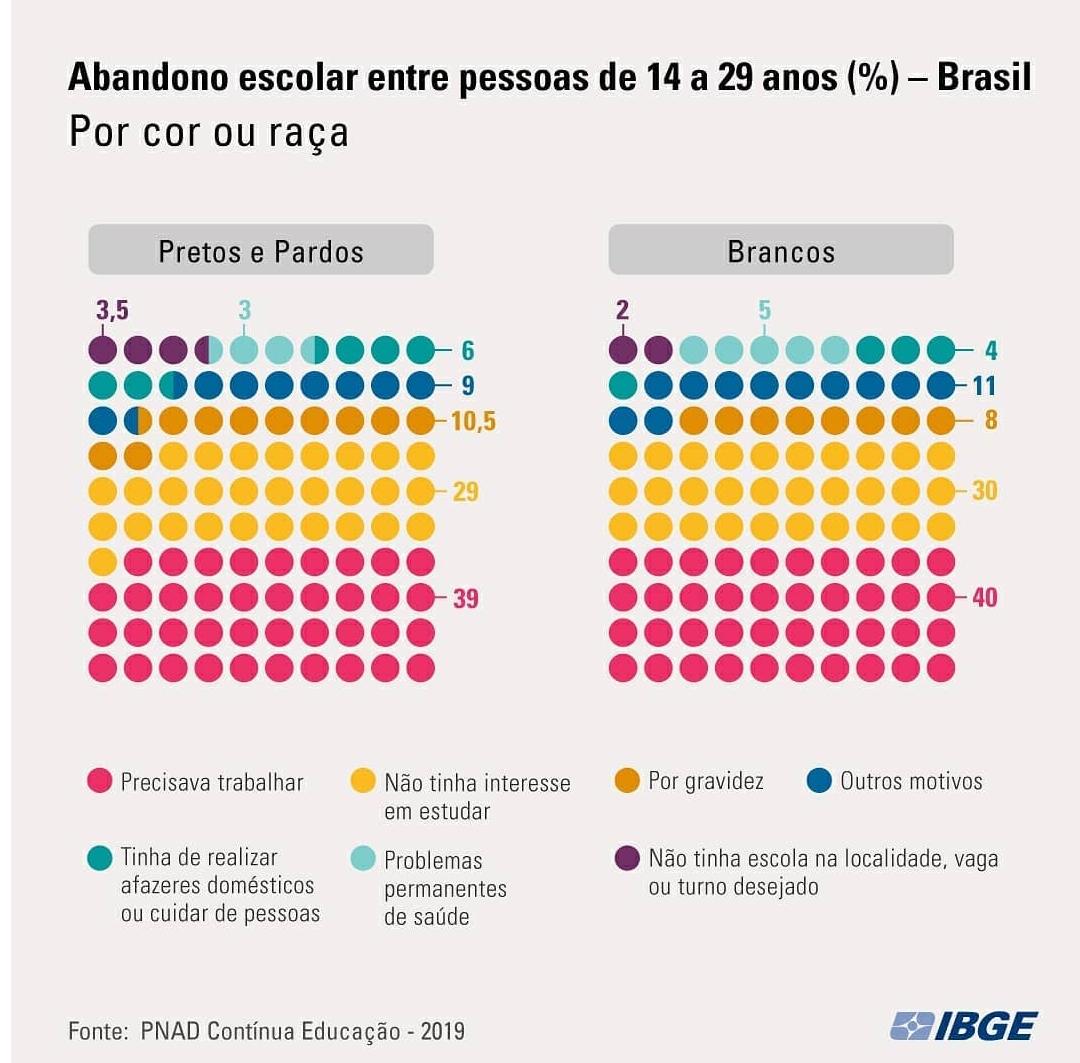 Abandono escolar entre pessoas de 14 a 29 anos (%) – Brasil
Por cor ou raça
Pretos e Pardos
3,5
3
6
9
10,5
29
39
Brancos
2
5
4
11
8
30
40
Precisava trabalhar
Não tinha interesse
em estudar
Por gravidez
Outros motivos
Tinha de realizar
afazeres domésticos
ou cuidar de pessoas
Problemas
permanentes
de saúde
Não tinha escola na localidade, vaga
ou turno desejado
Fonte: PNAD Contínua Educação - 2019
IBGE